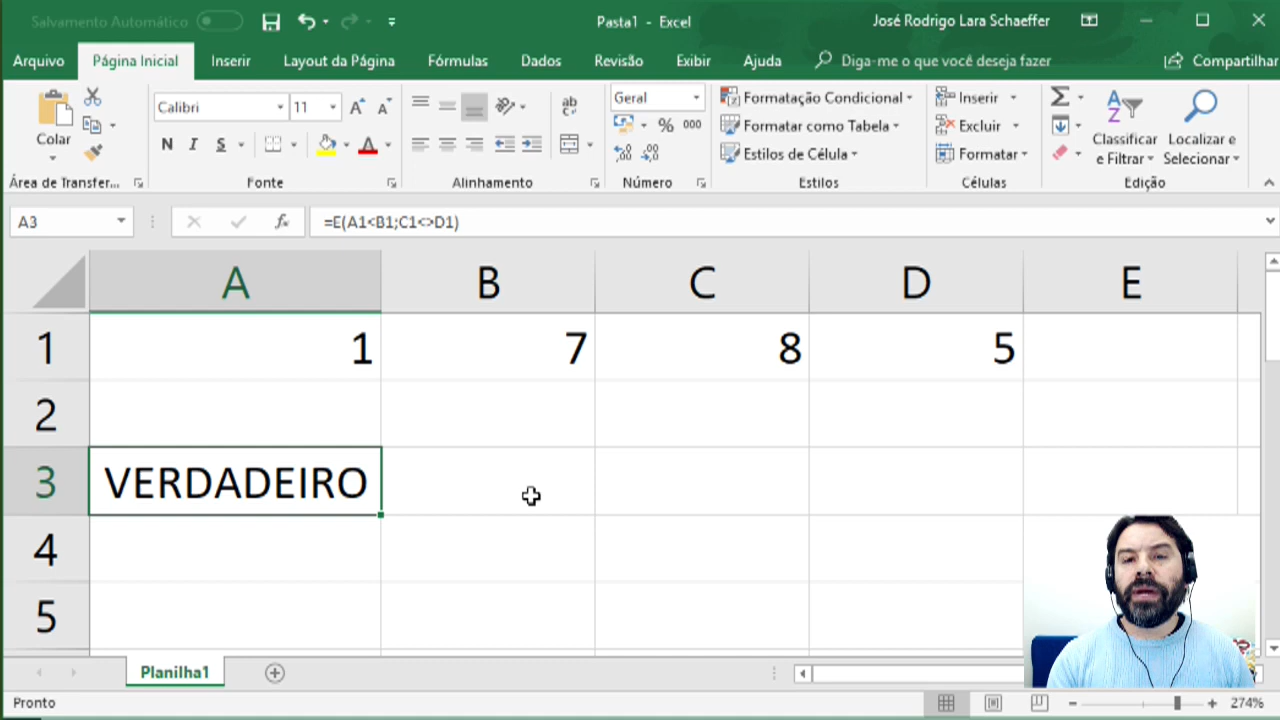 Salvamento Automático
Pasta1 - Excel
José Rodrigo Lara Schaeffer
Arquivo
Página Inicial
Inserir
Layout da Página
Fórmulas
Dados
Revisão
Exibir
Ajuda
Diga-me o que você deseja fazer
Compartilhar
Colar
Calibri
11
A
A
N
I
S
A
ab
Geral
%
000
Formatação Condicional
Formatar como Tabela
Estilos de Célula
Inserir
Excluir
Formatar
Σ
A
Z
Classificar
e Filtrar
Localizar e
Selecionar
Área de Transfer...
Fonte
Alinhamento
Número
Estilos
Células
Edição
A3
fx
=E(A1<B1;C1<>D1)
A B C D E
1 1 7 8 5
2
3 VERDADEIRO
4
5
Planilha1
Pronto
274%